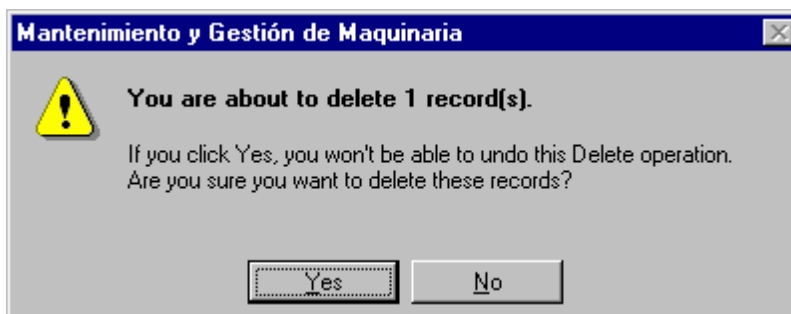 Mantenimiento y Gestión de Maquinaria
You are about to delete 1 record(s).
If you click Yes, you won't be able to undo this Delete operation.
Are you sure you want to delete these records?
Yes
No